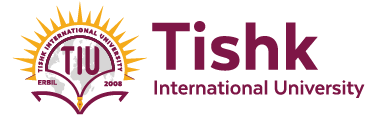 TISHK INTERNATIONAL UNIVERSITY
TIU
ERBIL 2008
Tishk
International University